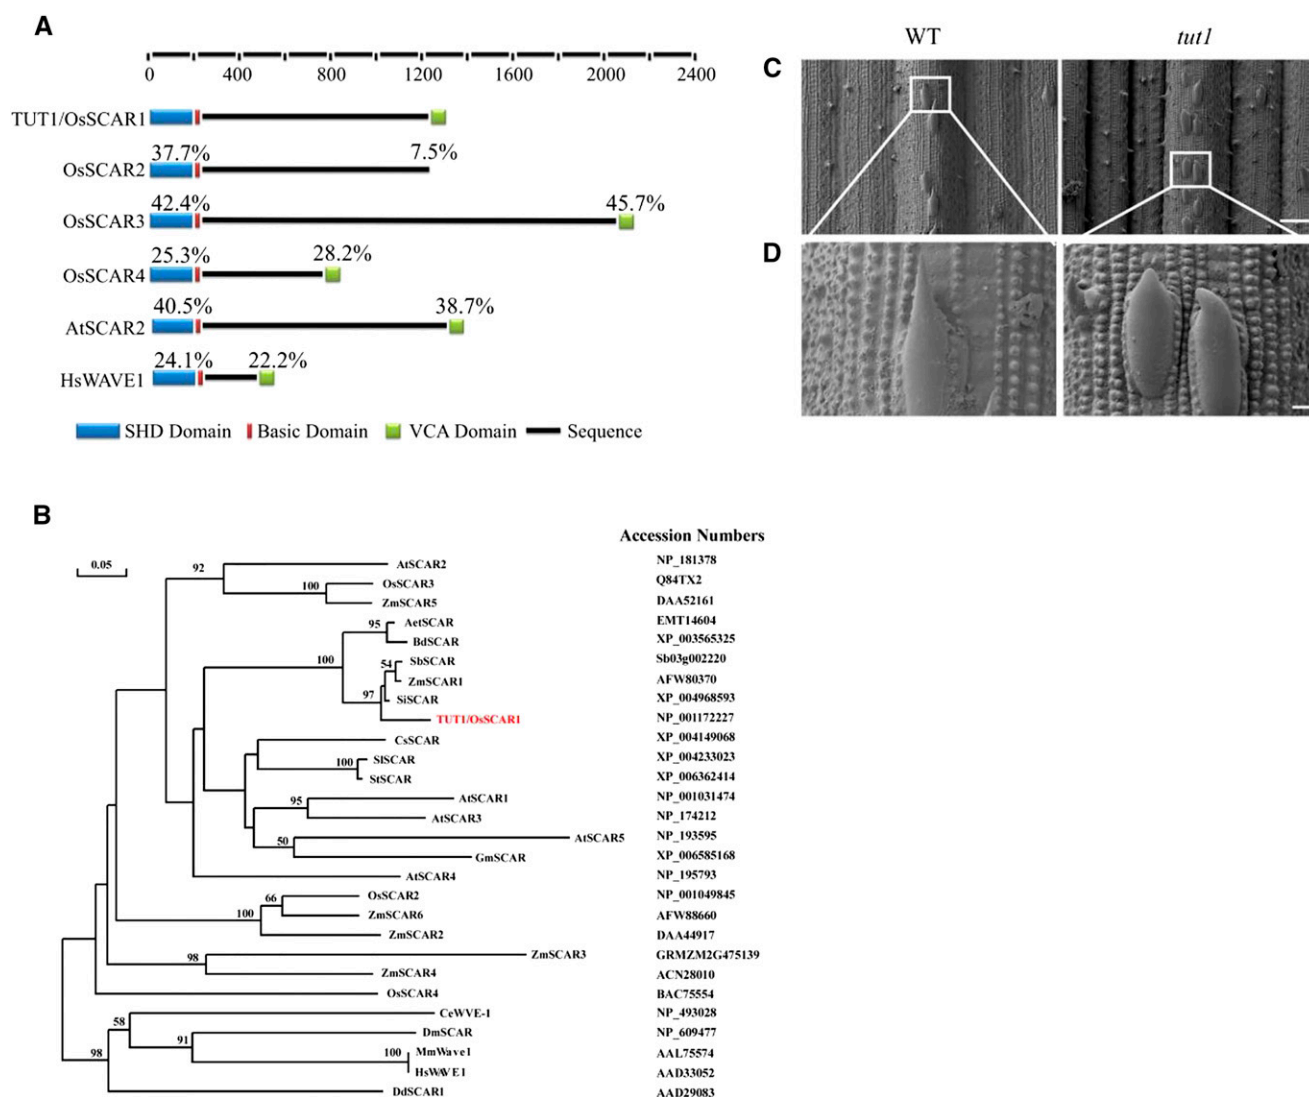 A
0 400 800 1200 1600 2000 2400
TUT1/OsSCAR1
37.7% 7.5%
OsSCAR2
42.4% 45.7%
OsSCAR3
25.3% 28.2%
OsSCAR4
40.5% 38.7%
AtSCAR2
24.1% 22.2%
HsWAVE1
SHD Domain Basic Domain VCA Domain Sequence
WT tut1
C
D
B
Accession Numbers
0.05
92 AtSCAR2 NP_181378
OsSCAR3 Q84TX2
100 ZmSCAR5 DAA52161
AetSCAR EMT14604
95 BdSCAR XP_003565325
100 SbSCAR Sb03g002220
54 ZmSCAR1 AFW80370
97 SiSCAR XP_004968593
TUT1/OsSCAR1 NP_001172227
CsSCAR XP_004149068
SlSCAR XP_004233023
100 StSCAR XP_006362414
AtSCAR1 NP_001031474
95 AtSCAR3 NP_174212
AtSCAR5 NP_193595
50 GmSCAR XP_006585168
AtSCAR4 NP_195793
OsSCAR2 NP_001049845
66 ZmSCAR6 AFW88660
100 ZmSCAR2 DAA44917
ZmSCAR3 GRMZM2G475139
98 ZmSCAR4 ACN28010
OsSCAR4 BAC75554
CeWVE-1 NP_493028
58 DmSCAR NP_609477
91 MmWave1 AAL75574
100 HsWAVE1 AAD33052
98 DdSCAR1 AAD29083